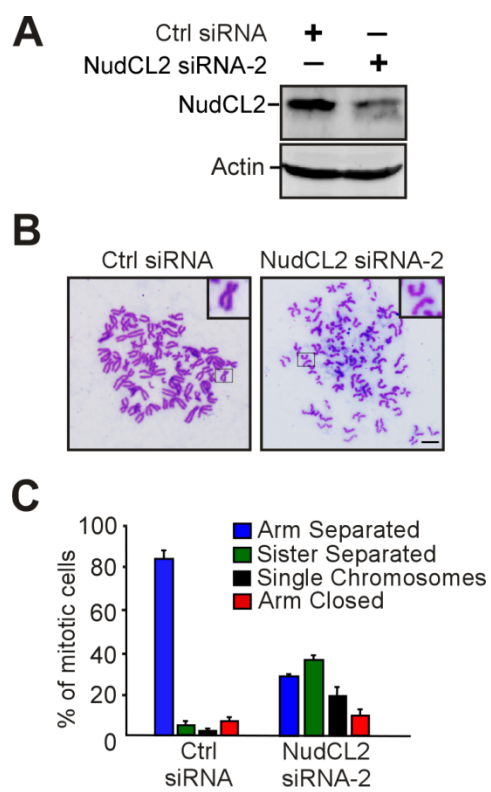 A
Ctrl siRNA + −
NudCL2 siRNA-2 − +
NudCL2
Actin
B
Ctrl siRNA NudCL2 siRNA-2
C
% of mitotic cells
100
80
60
40
20
0
Arm Separated
Sister Separated
Single Chromosomes
Arm Closed
Ctrl siRNA
NudCL2 siRNA-2